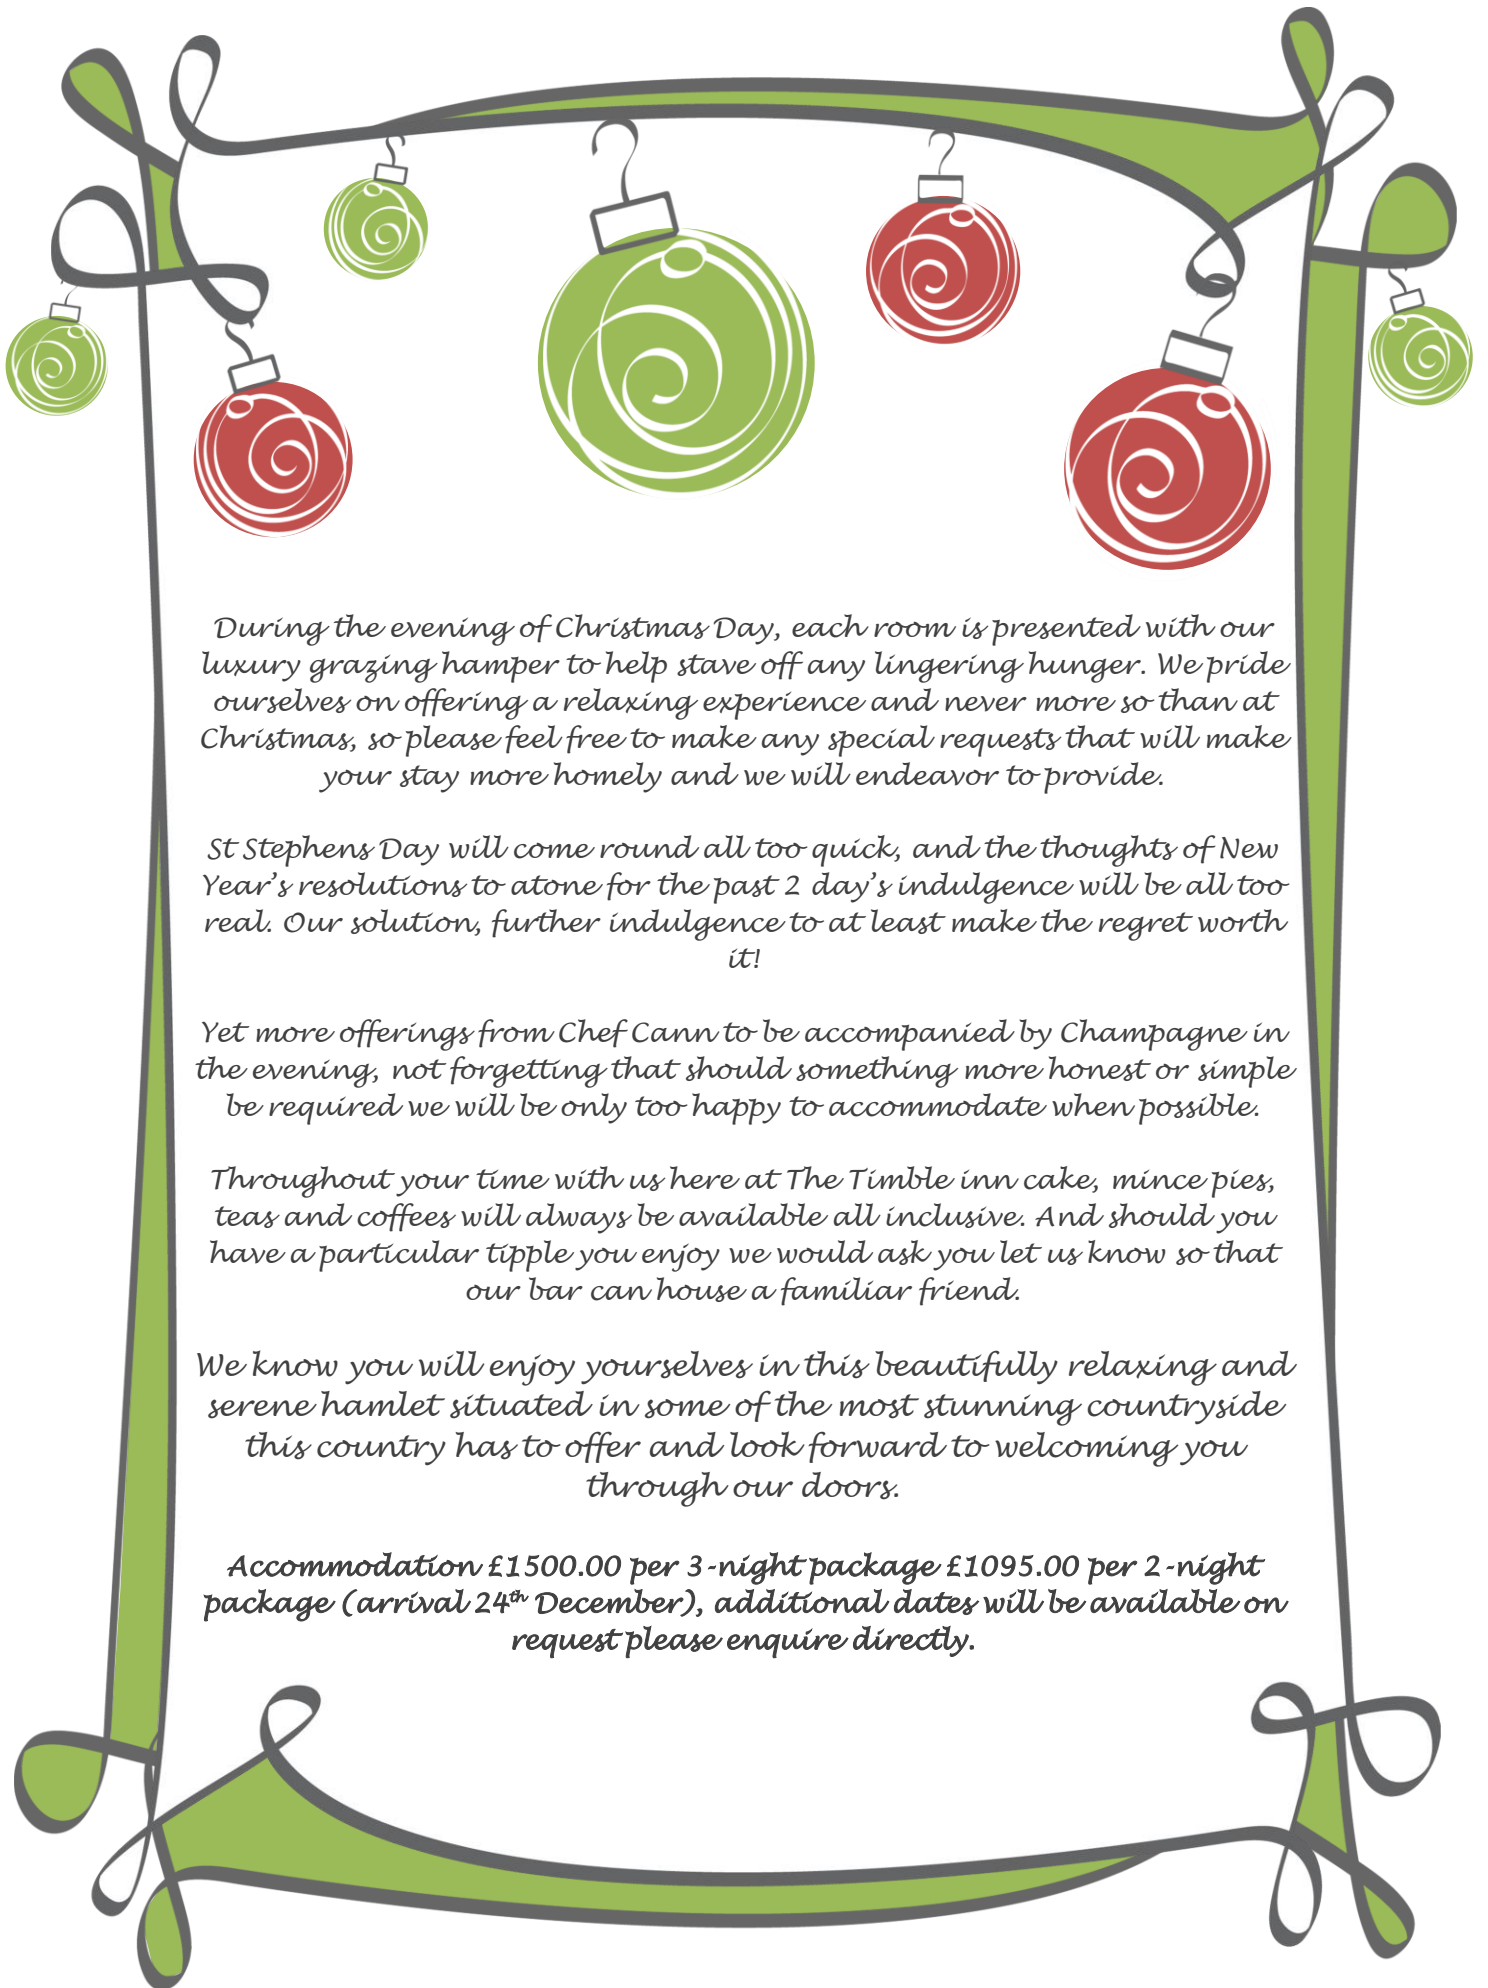 During the evening of Christmas Day, each room is presented with our
luxury grazing hamper to help stave off any lingering hunger. We pride
ourselves on offering a relaxing experience and never more so than at
Christmas, so please feel free to make any special requests that will make
your stay more homely and we will endeavor to provide.
St Stephens Day will come round all too quick, and the thoughts of New
Year's resolutions to atone for the past 2 day's indulgence will be all too
real. Our solution, further indulgence to at least make the regret worth
it!
Yet more offerings from Chef Cann to be accompanied by Champagne in
the evening, not forgetting that should something more honest or simple
be required we will be only too happy to accommodate when possible.
Throughout your time with us here at The Timble inn cake, mince pies,
teas and coffees will always be available all inclusive. And should you
have a particular tipple you enjoy we would ask you let us know so that
our bar can house a familiar friend.
We know you will enjoy yourselves in this beautifully relaxing and
serene hamlet situated in some of the most stunning countryside
this country has to offer and look forward to welcoming you
through our doors.
Accommodation £1500.00 per 3-night package £1095.00 per 2-night
package (arrival 24th December), additional dates will be available on
request please enquire directly.